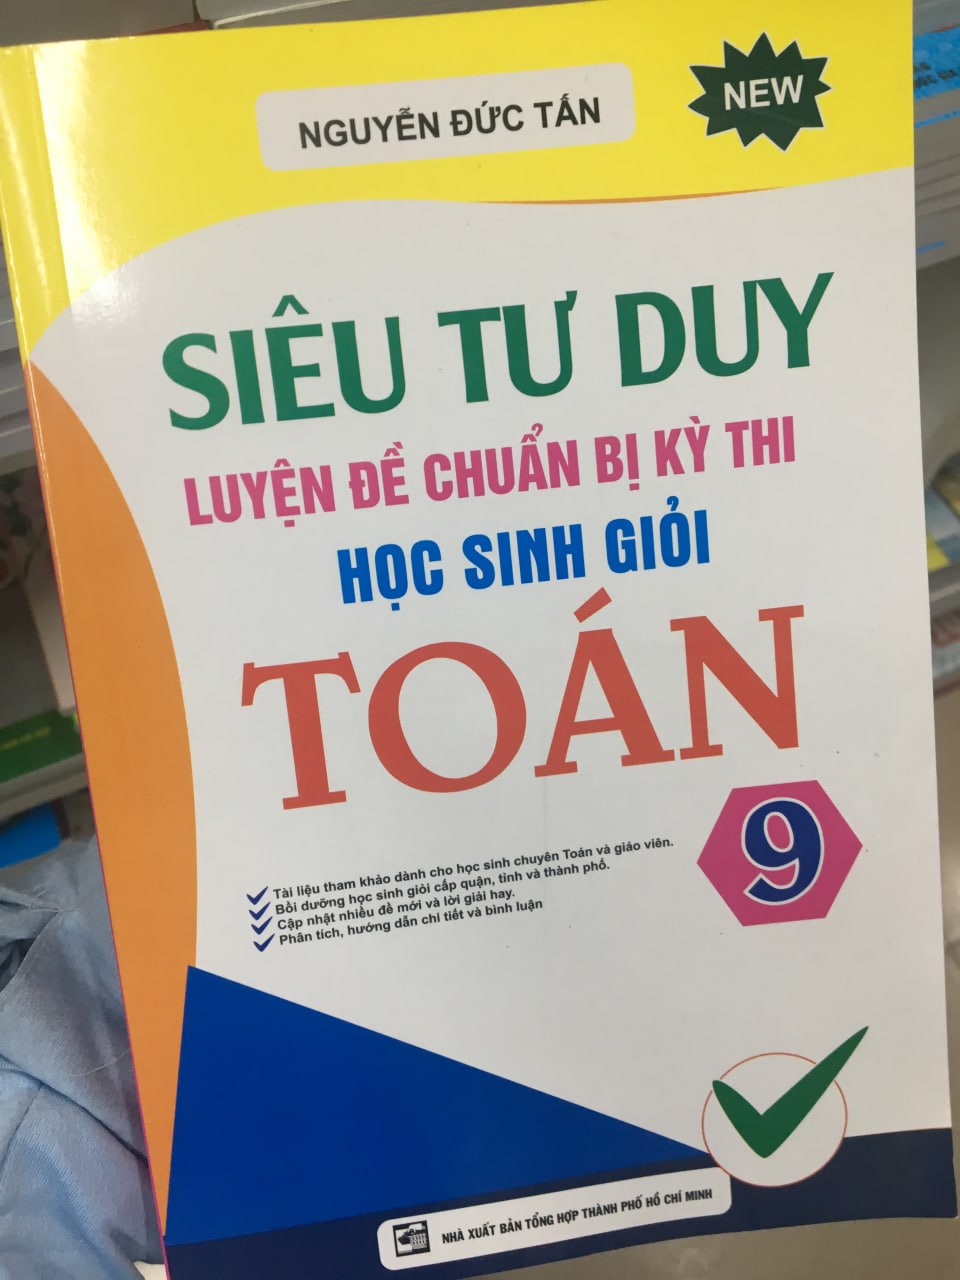 NGUYỄN ĐỨC TẤN
NEW
SIÊU TƯ DUY
LUYỆN ĐỀ CHUẨN BỊ KỲ THI
HỌC SINH GIỎI
TOÁN
9
Tài liệu tham khảo dành cho học sinh chuyên Toán và giáo viên.
Bồi dưỡng học sinh giỏi cấp quận, tỉnh và thành phố.
Cập nhật nhiều đề mới và lời giải hay.
Phân tích, hướng dẫn chi tiết và bình luận
NHÀ XUẤT BẢN TỔNG HỢP THÀNH PHỐ HỒ CHÍ MINH